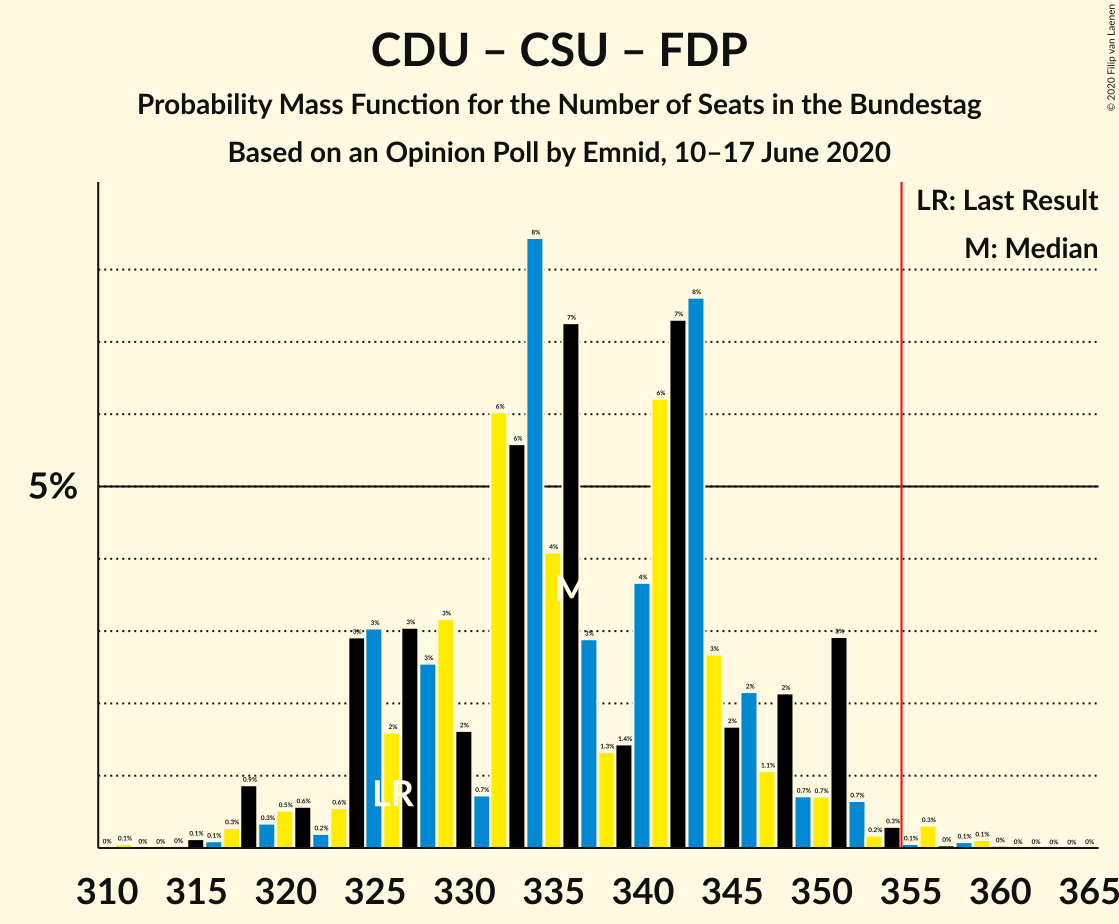 CDU – CSU – FDP
Probability Mass Function for the Number of Seats in the Bundestag
Based on an Opinion Poll by Emnid, 10–17 June 2020
© 2020 Filip van Laenen
LR: Last Result
M: Median
5%
0% 0.1% 0% 0% 0% 0.1% 0.1% 0.3% 0.9% 0.3% 0.5% 0.6% 0.2% 0.6% 3% 3% 2% 3% 3% 3% 2% 0.7% 6% 6% 8% 4% 7% 3% 1.3% 1.4% 4% 6% 7% 8% 3% 2% 2% 1.1% 2% 0.7% 0.7% 3% 0.7% 0.2% 0.3% 0.1% 0.3% 0% 0.1% 0.1% 0% 0% 0% 0% 0% 0%
M
LR
310 315 320 325 330 335 340 345 350 355 360 365